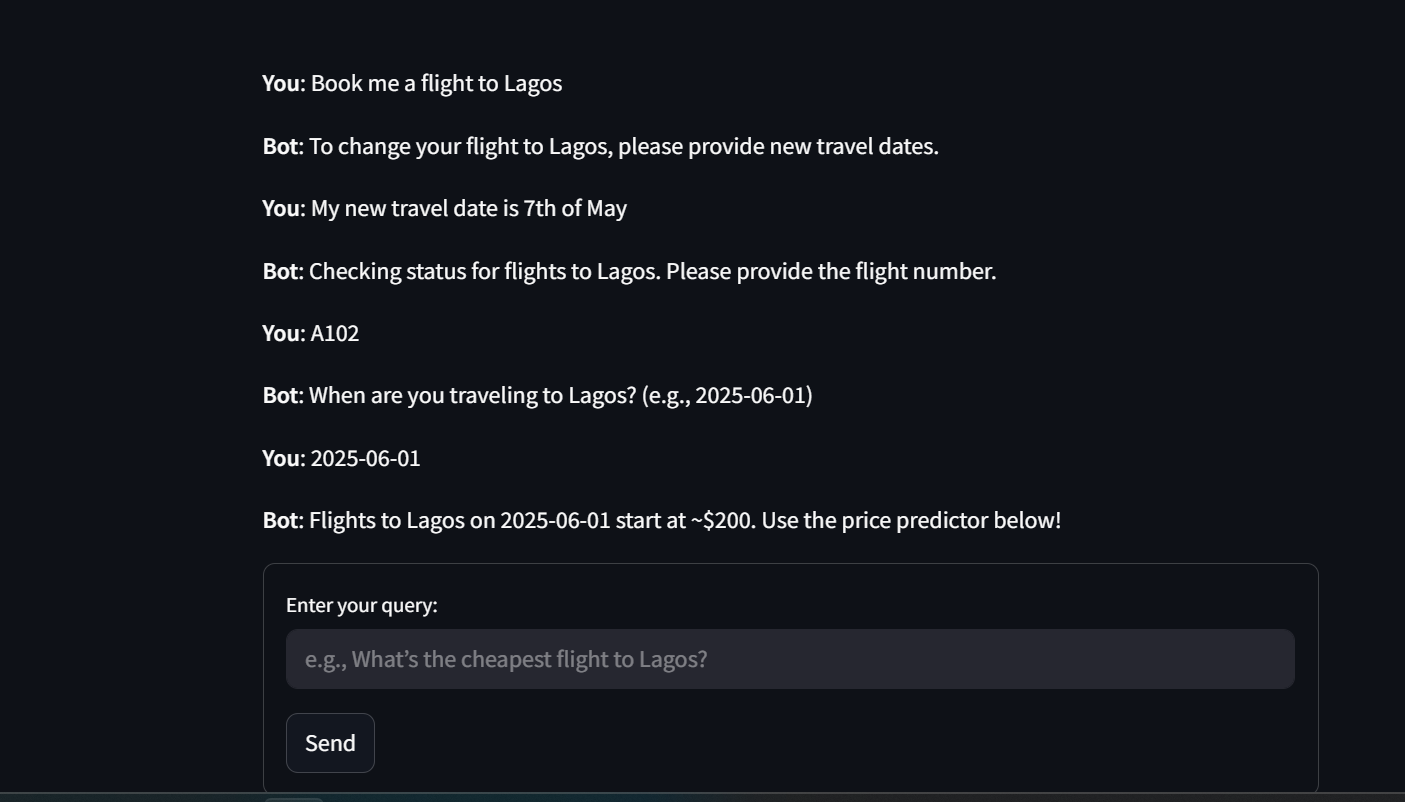 You: Book me a flight to Lagos
Bot: To change your flight to Lagos, please provide new travel dates.
You: My new travel date is 7th of May
Bot: Checking status for flights to Lagos. Please provide the flight number.
You: A102
Bot: When are you traveling to Lagos? (e.g., 2025-06-01)
You: 2025-06-01
Bot: Flights to Lagos on 2025-06-01 start at ~$200. Use the price predictor below!
Enter your query:
e.g., What’s the cheapest flight to Lagos?
Send